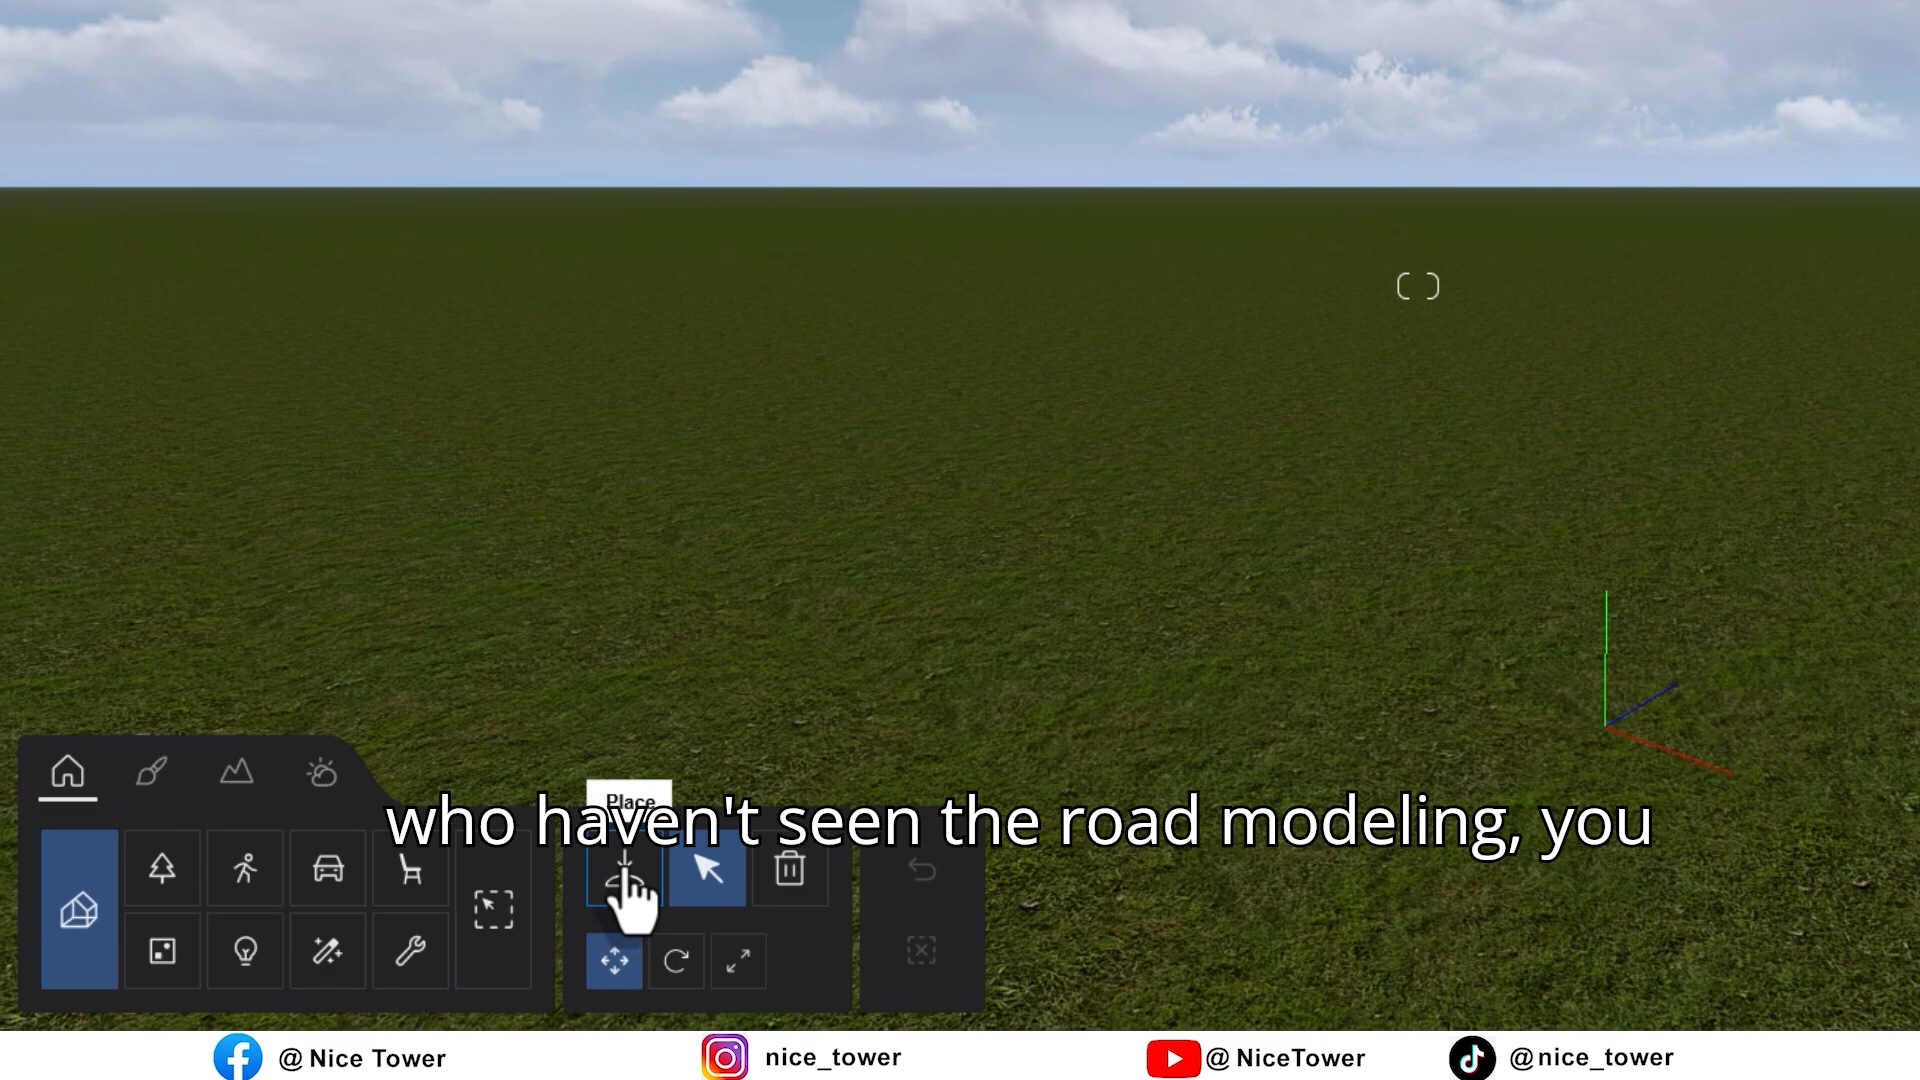 Place
who haven't seen the road modeling, you
@ Nice Tower
nice_tower
@ NiceTower
@nice_tower